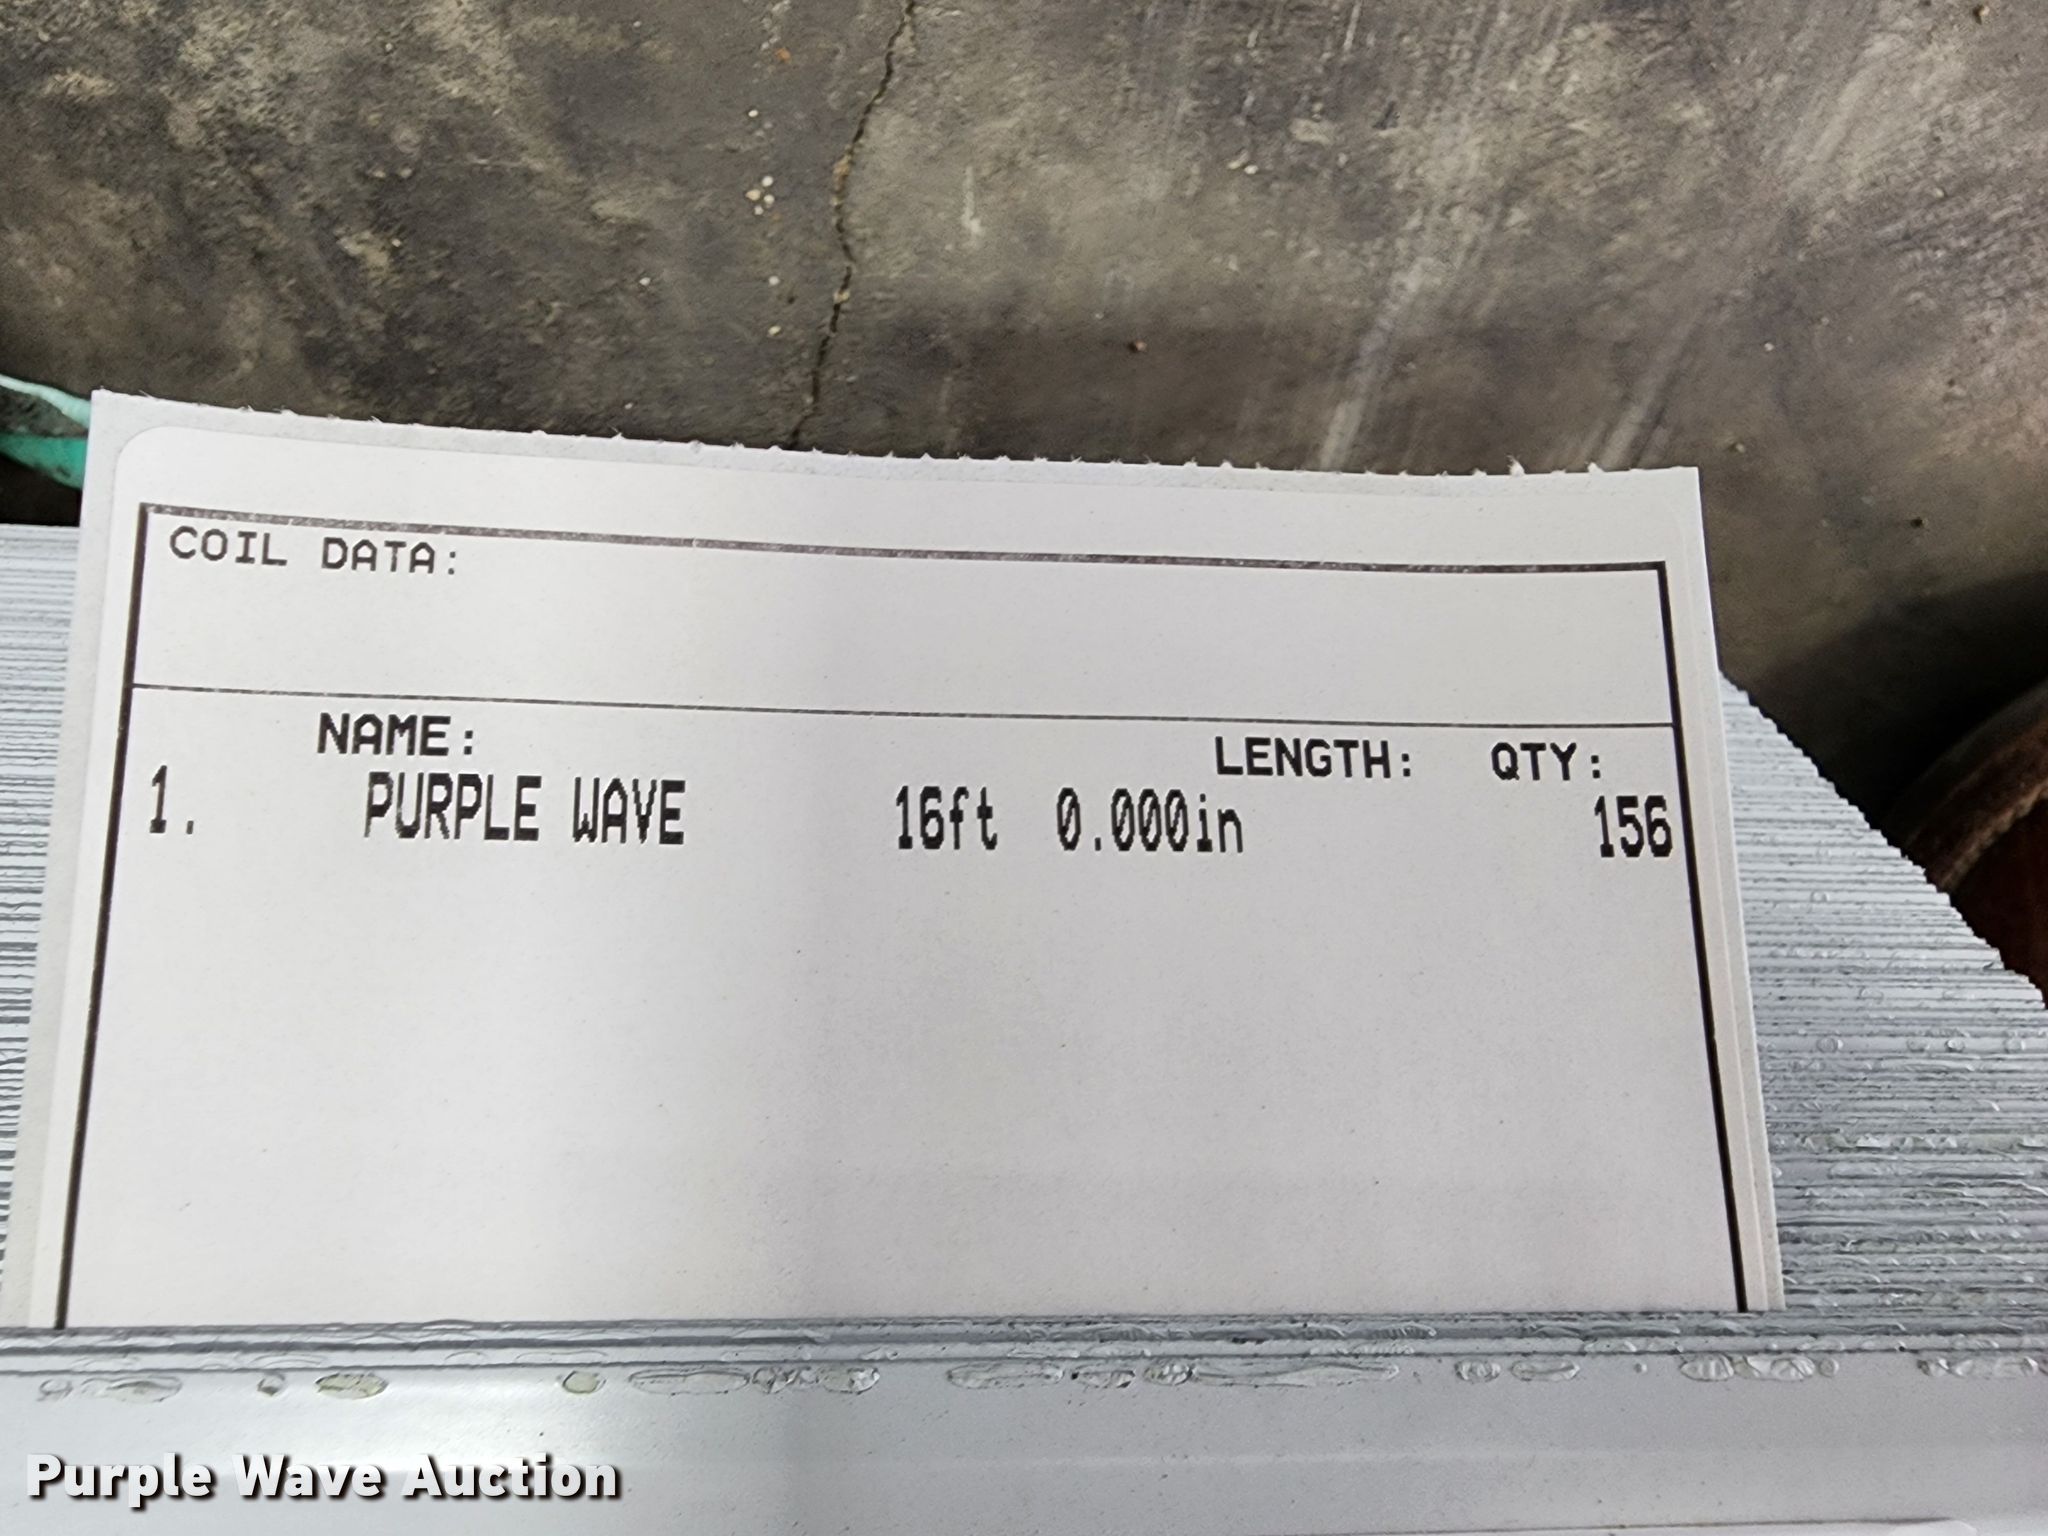 COIL DATA:
NAME: LENGTH: QTY:
1. PURPLE WAVE 16ft 0.000in 156
Purple Wave Auction